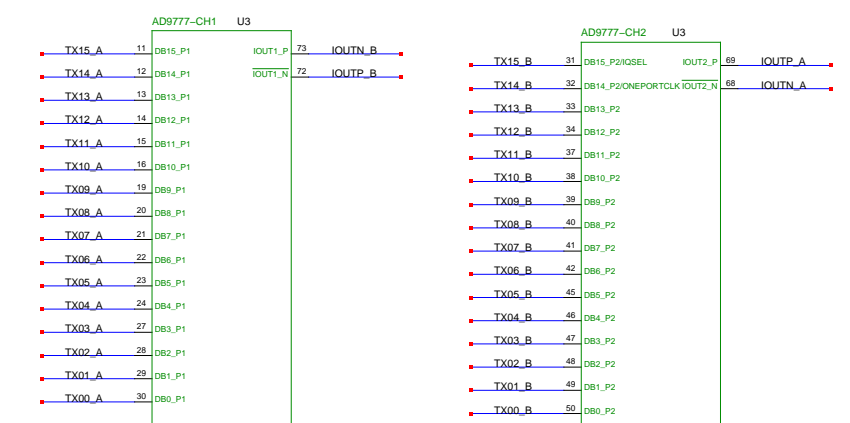 AD9777-CH1 U3
TX15_A 11 DB15_P1 IOUT1_P 73 IOUTN_B
TX14_A 12 DB14_P1 IOUT1_N 72 IOUTP_B
TX13_A 13 DB13_P1
TX12_A 14 DB12_P1
TX11_A 15 DB11_P1
TX10_A 16 DB10_P1
TX09_A 19 DB9_P1
TX08_A 20 DB8_P1
TX07_A 21 DB7_P1
TX06_A 22 DB6_P1
TX05_A 23 DB5_P1
TX04_A 24 DB4_P1
TX03_A 27 DB3_P1
TX02_A 28 DB2_P1
TX01_A 29 DB1_P1
TX00_A 30 DB0_P1
AD9777-CH2 U3
TX15_B 31 DB15_P2/IQSEL IOUT2_P 69 IOUTP_A
TX14_B 32 DB14_P2/ONEPORTCLK IOUT2_N 68 IOUTN_A
TX13_B 33 DB13_P2
TX12_B 34 DB12_P2
TX11_B 37 DB11_P2
TX10_B 38 DB10_P2
TX09_B 39 DB9_P2
TX08_B 40 DB8_P2
TX07_B 41 DB7_P2
TX06_B 42 DB6_P2
TX05_B 45 DB5_P2
TX04_B 46 DB4_P2
TX03_B 47 DB3_P2
TX02_B 48 DB2_P2
TX01_B 49 DB1_P2
TX00_B 50 DB0_P2